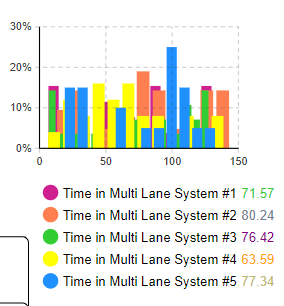 30%
20%
10%
0%
0 50 100 150
Time in Multi Lane System #1 71.57
Time in Multi Lane System #2 80.24
Time in Multi Lane System #3 76.42
Time in Multi Lane System #4 63.59
Time in Multi Lane System #5 77.34